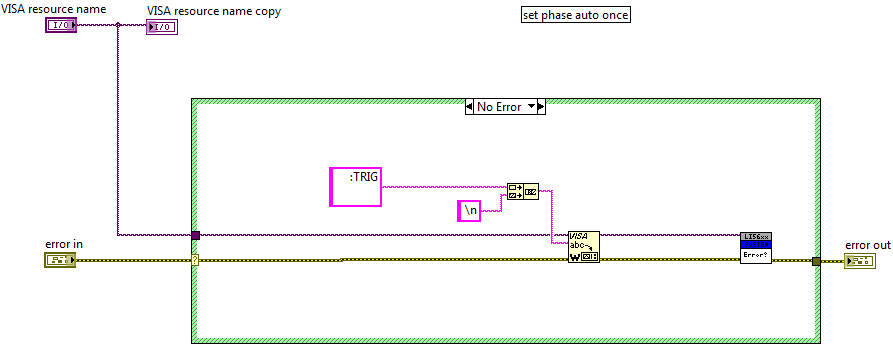 VISA resource name
VISA resource name copy
set phase auto once
I/O
I/O
No Error
:TRIG
\n
VISA
abc
W
LI56xx
Error?
error in
?
error out